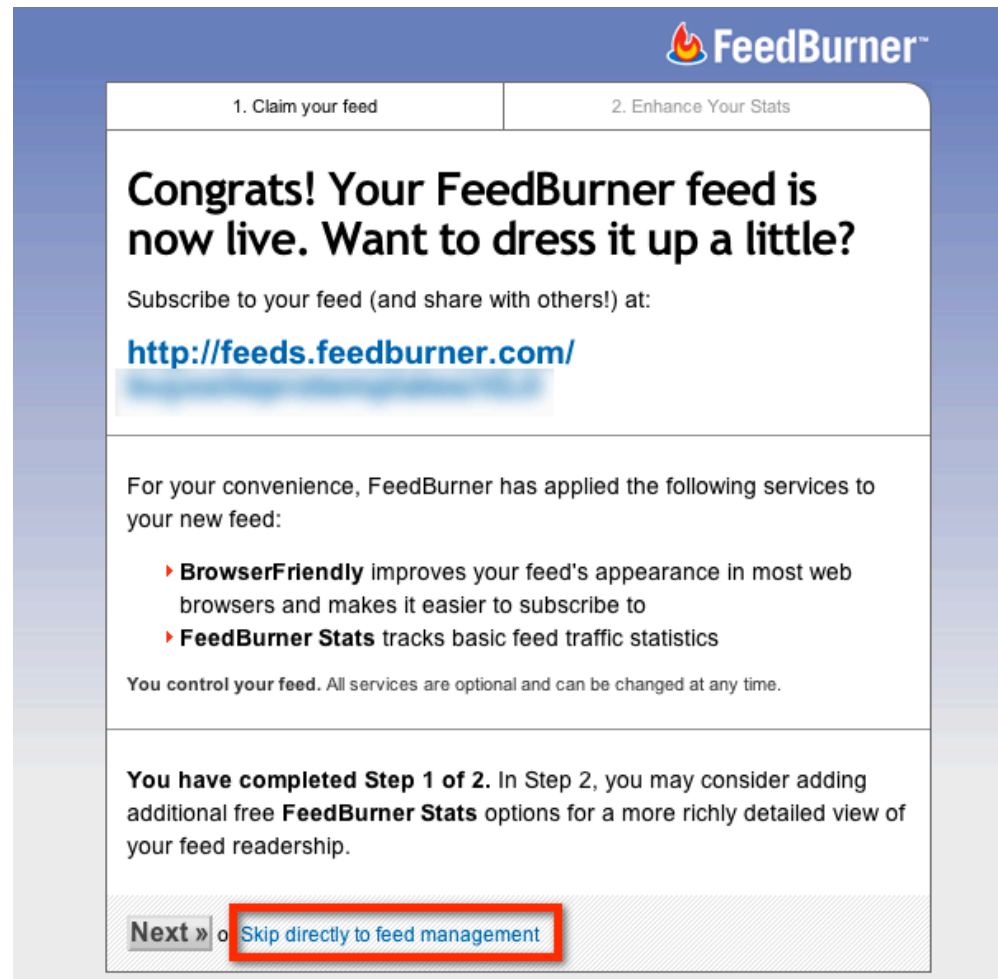 FeedBurner™
1. Claim your feed
2. Enhance Your Stats
Congrats! Your FeedBurner feed is
now live. Want to dress it up a little?
Subscribe to your feed (and share with others!) at:
http://feeds.feedburner.com/
For your convenience, FeedBurner has applied the following services to
your new feed:
BrowserFriendly improves your feed's appearance in most web
browsers and makes it easier to subscribe to
FeedBurner Stats tracks basic feed traffic statistics
You control your feed. All services are optional and can be changed at any time.
You have completed Step 1 of 2. In Step 2, you may consider adding
additional free FeedBurner Stats options for a more richly detailed view of
your feed readership.
Next » Skip directly to feed management